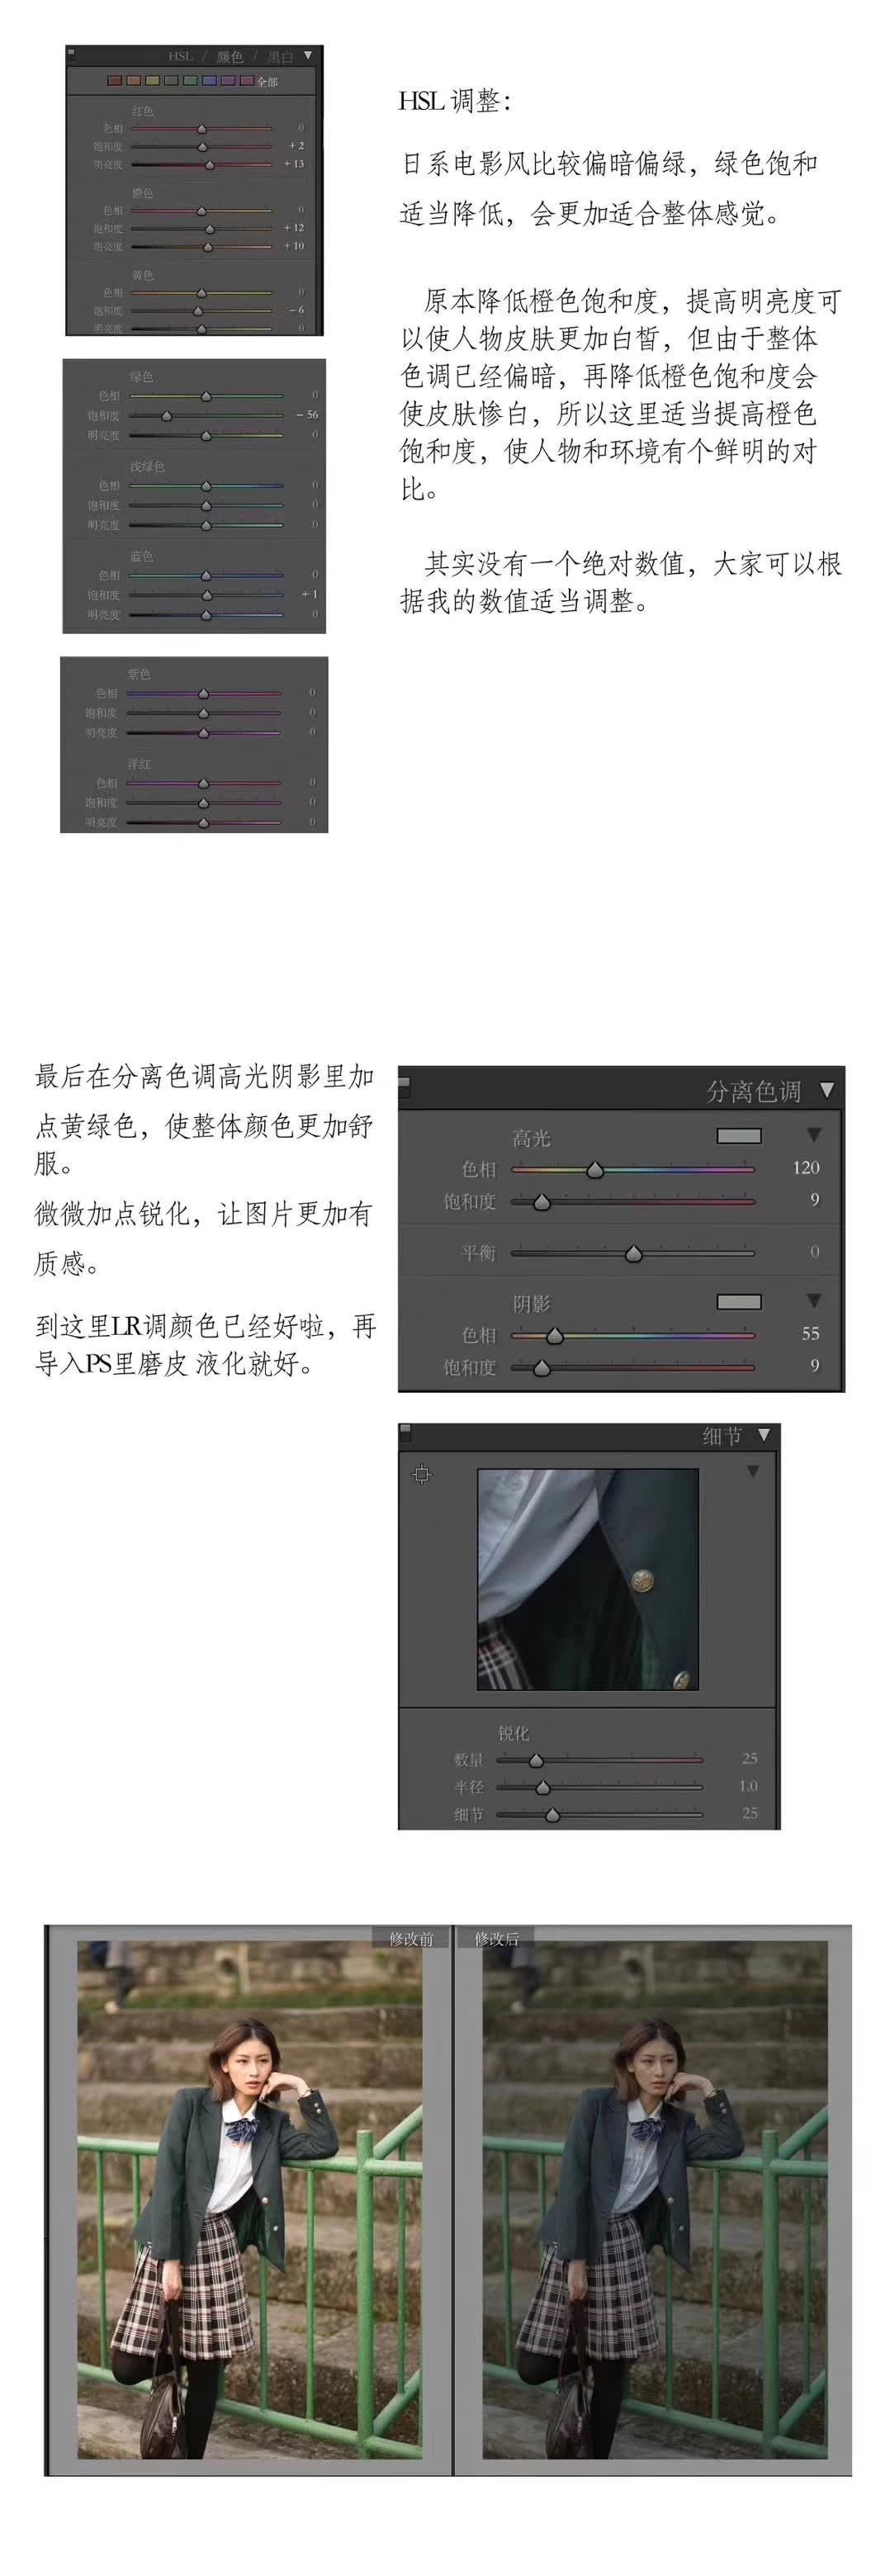 HSL / 颜色 / 黑白
全部
红色
色相 0
饱和度 +2
明亮度 +13
橙色
色相 0
饱和度 +12
明亮度 +10
黄色
色相 0
饱和度 -6
明亮度 0
绿色
色相 0
饱和度 -56
明亮度 0
浅绿色
色相 0
饱和度 0
明亮度 0
蓝色
色相 0
饱和度 +1
明亮度 0
紫色
色相 0
饱和度 0
明亮度 0
洋红
色相 0
饱和度 0
明亮度 0
HSL 调整：
日系电影风比较偏暗偏绿，绿色饱和
适当降低，会更加适合整体感觉。
原本降低橙色饱和度，提高明亮度可
以使人物皮肤更加白皙，但由于整体
色调已经偏暗，再降低橙色饱和度会
使皮肤惨白，所以这里适当提高橙色
饱和度，使人物和环境有个鲜明的对
比。
其实没有一个绝对数值，大家可以根
据我的数值适当调整。
最后在分离色调高光阴影里加
点黄绿色，使整体颜色更加舒
服。
微微加点锐化，让图片更加有
质感。
到这里LR调颜色已经好啦，再
导入PS里磨皮 液化就好。
分离色调
高光
色相 120
饱和度 9
平衡 0
阴影
色相 55
饱和度 9
细节
锐化
数量 25
半径 1.0
细节 25
修改前
修改后